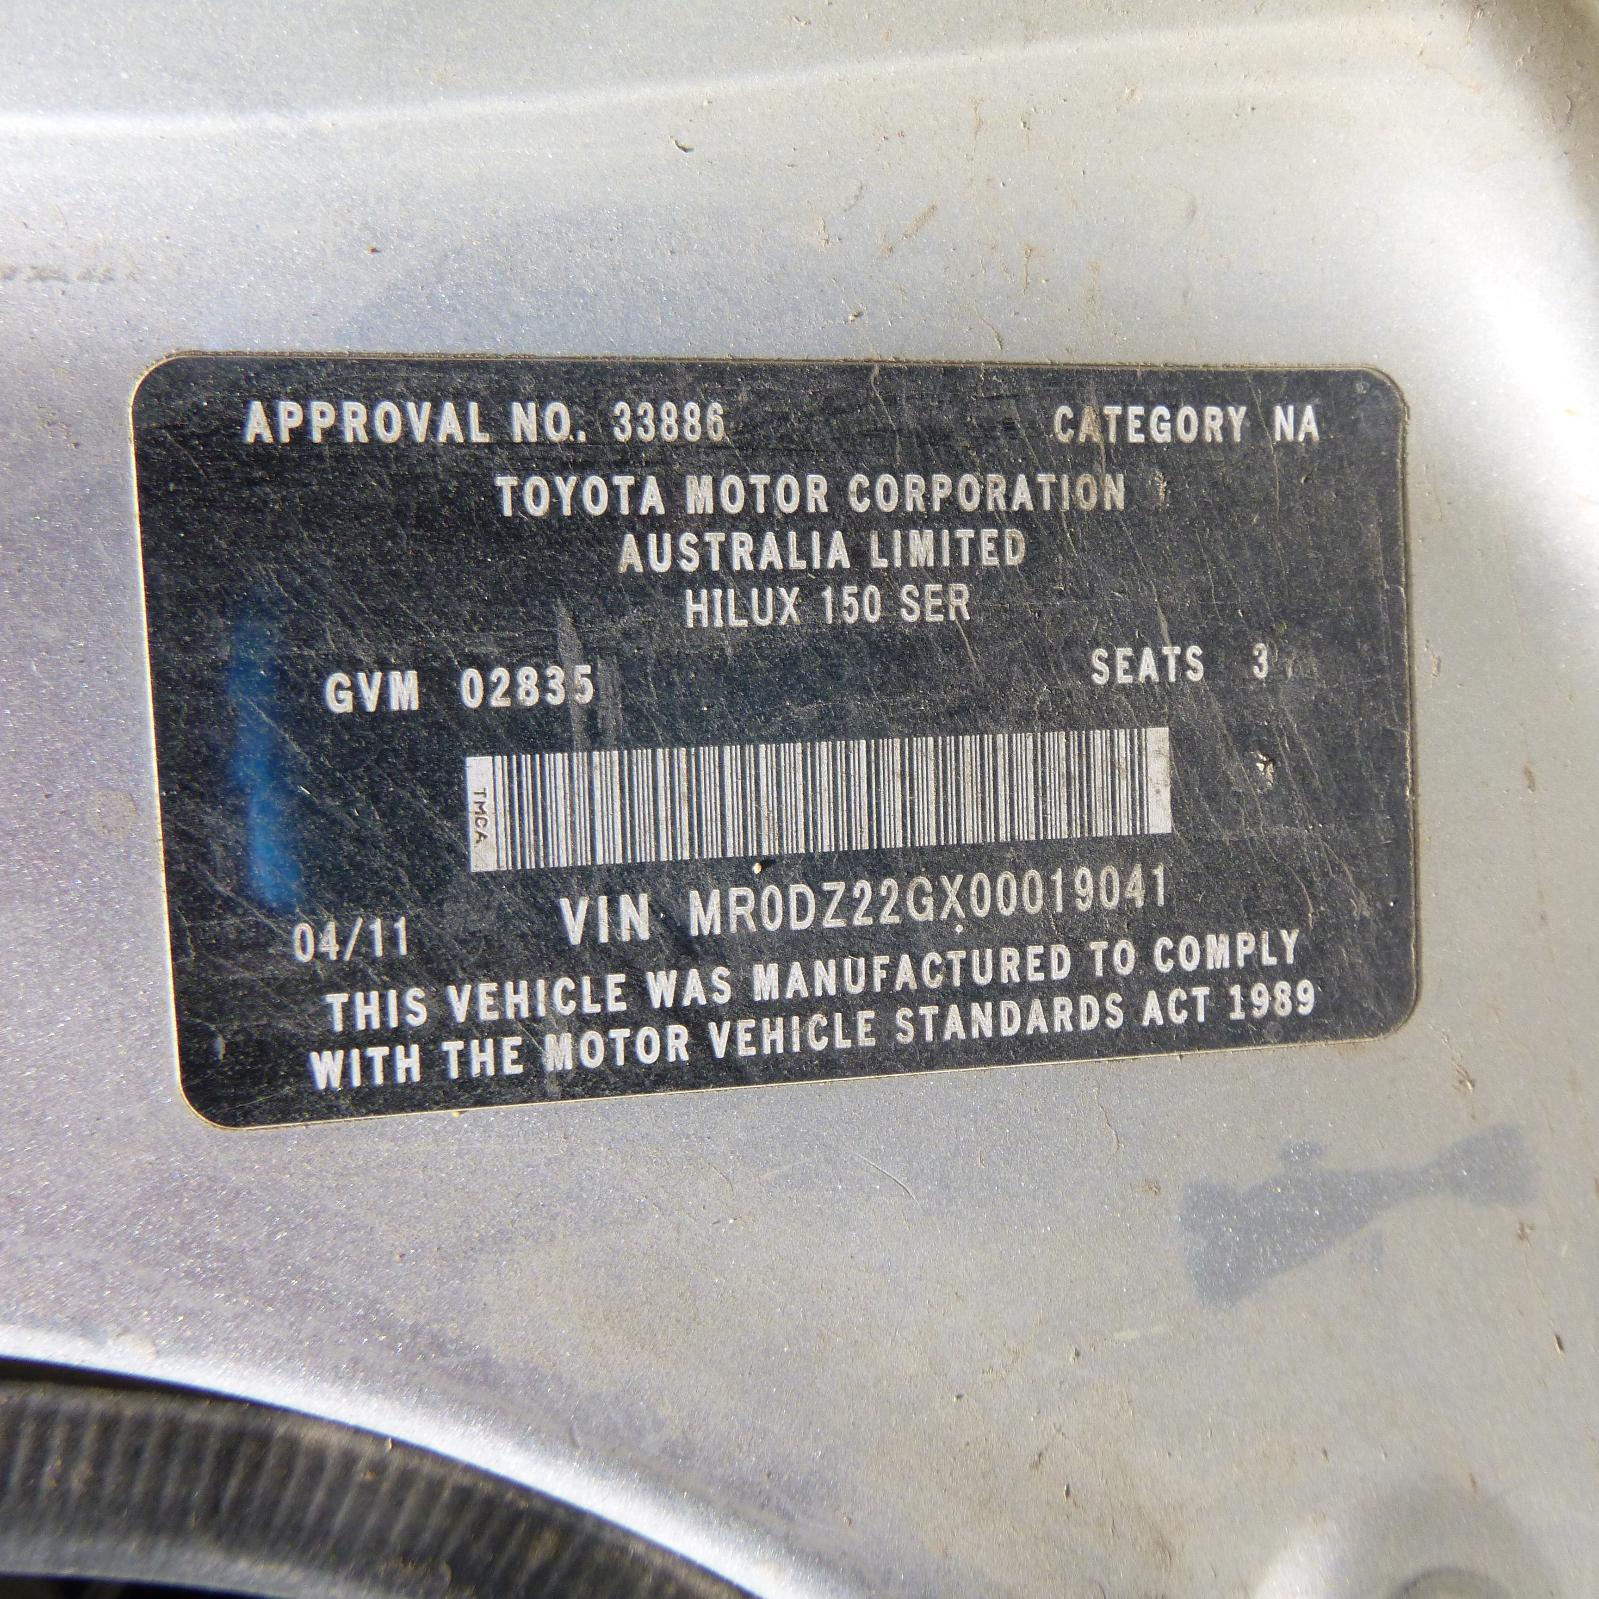 APPROVAL NO. 33886 CATEGORY NA
TOYOTA MOTOR CORPORATION
AUSTRALIA LIMITED
HILUX 150 SER
GVM 02835 SEATS 3
TMCA
04/11 VIN MR0DZ22GX00019041
THIS VEHICLE WAS MANUFACTURED TO COMPLY
WITH THE MOTOR VEHICLE STANDARDS ACT 1989